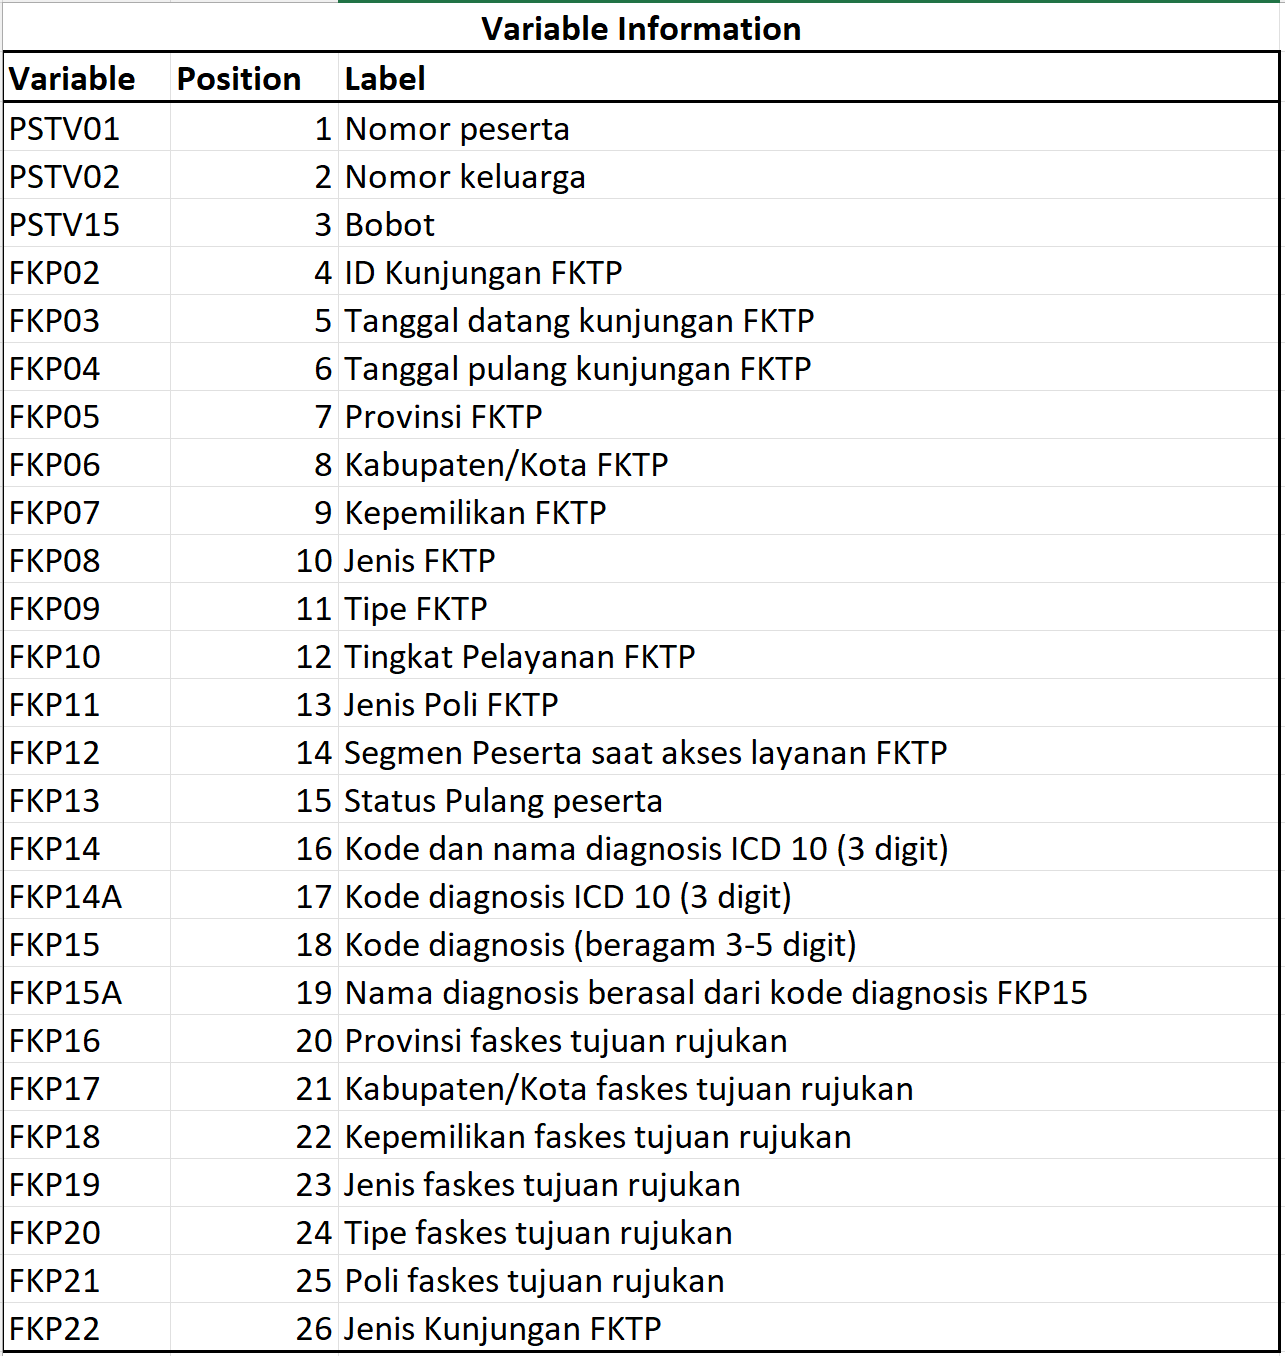 Variable Information
Variable Position Label
PSTV01 1 Nomor peserta
PSTV02 2 Nomor keluarga
PSTV15 3 Bobot
FKP02 4 ID Kunjungan FKTP
FKP03 5 Tanggal datang kunjungan FKTP
FKP04 6 Tanggal pulang kunjungan FKTP
FKP05 7 Provinsi FKTP
FKP06 8 Kabupaten/Kota FKTP
FKP07 9 Kepemilikan FKTP
FKP08 10 Jenis FKTP
FKP09 11 Tipe FKTP
FKP10 12 Tingkat Pelayanan FKTP
FKP11 13 Jenis Poli FKTP
FKP12 14 Segmen Peserta saat akses layanan FKTP
FKP13 15 Status Pulang peserta
FKP14 16 Kode dan nama diagnosis ICD 10 (3 digit)
FKP14A 17 Kode diagnosis ICD 10 (3 digit)
FKP15 18 Kode diagnosis (beragam 3-5 digit)
FKP15A 19 Nama diagnosis berasal dari kode diagnosis FKP15
FKP16 20 Provinsi faskes tujuan rujukan
FKP17 21 Kabupaten/Kota faskes tujuan rujukan
FKP18 22 Kepemilikan faskes tujuan rujukan
FKP19 23 Jenis faskes tujuan rujukan
FKP20 24 Tipe faskes tujuan rujukan
FKP21 25 Poli faskes tujuan rujukan
FKP22 26 Jenis Kunjungan FKTP